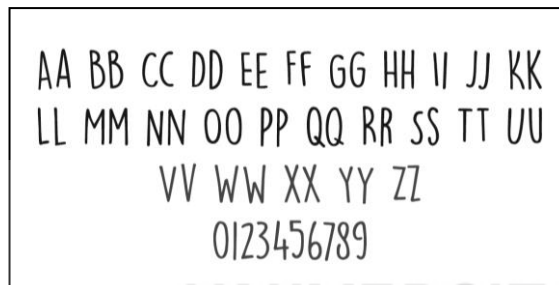 AA BB CC DD EE FF GG HH II JJ KK
LL MM NN OO PP QQ RR SS TT UU
VV WW XX YY ZZ
0123456789